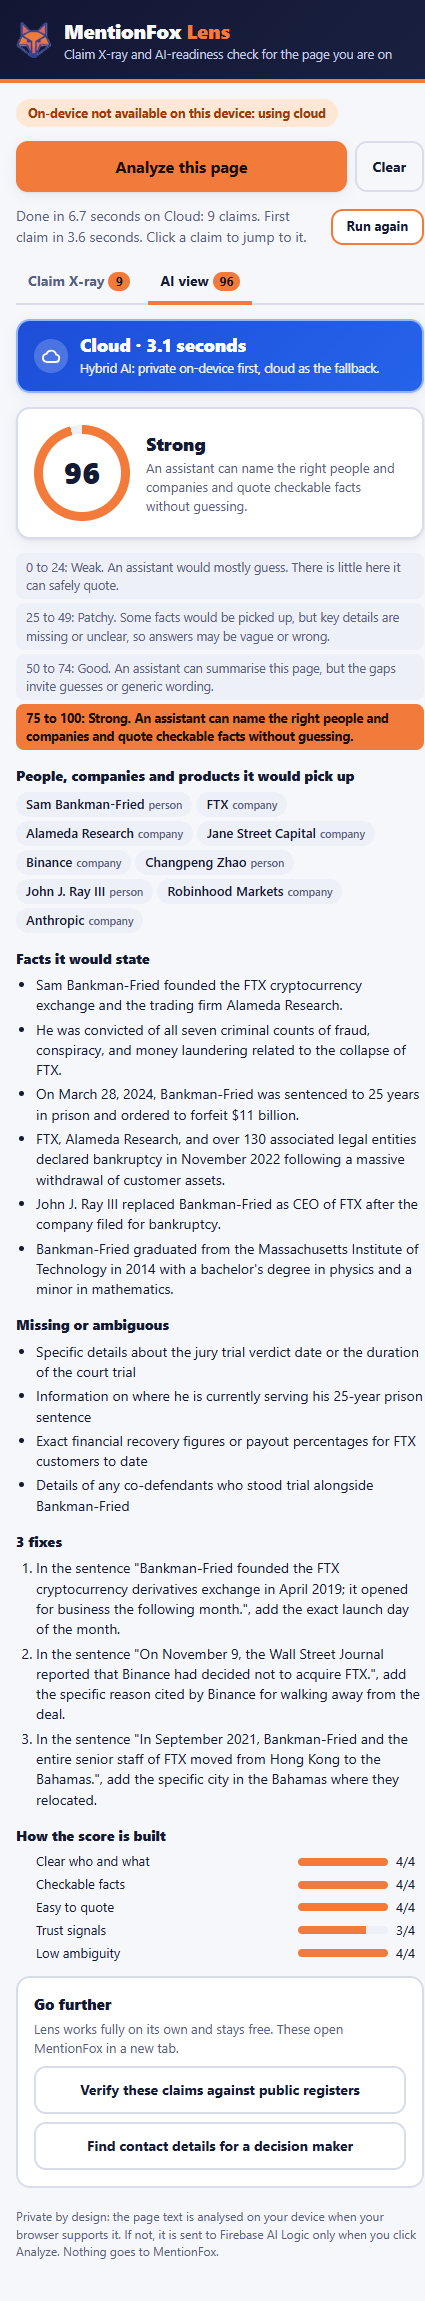 MentionFox Lens
Claim X-ray and AI-readiness check for the page you are on
On-device not available on this device: using cloud
Analyze this page
Clear
Done in 6.7 seconds on Cloud: 9 claims. First
claim in 3.6 seconds. Click a claim to jump to it.
Run again
Claim X-ray 9
AI view 96
Cloud · 3.1 seconds
Hybrid AI: private on-device first, cloud as the fallback.
96
Strong
An assistant can name the right people and
companies and quote checkable facts
without guessing.
0 to 24: Weak. An assistant would mostly guess. There is little here it
can safely quote.
25 to 49: Patchy. Some facts would be picked up, but key details are
missing or unclear, so answers may be vague or wrong.
50 to 74: Good. An assistant can summarise this page, but the gaps
invite guesses or generic wording.
75 to 100: Strong. An assistant can name the right people and
companies and quote checkable facts without guessing.
People, companies and products it would pick up
Sam Bankman-Fried person
FTX company
Alameda Research company
Jane Street Capital company
Binance company
Changpeng Zhao person
John J. Ray III person
Robinhood Markets company
Anthropic company
Facts it would state
• Sam Bankman-Fried founded the FTX cryptocurrency
exchange and the trading firm Alameda Research.
• He was convicted of all seven criminal counts of fraud,
conspiracy, and money laundering related to the collapse of
FTX.
• On March 28, 2024, Bankman-Fried was sentenced to 25 years
in prison and ordered to forfeit $11 billion.
• FTX, Alameda Research, and over 130 associated legal entities
declared bankruptcy in November 2022 following a massive
withdrawal of customer assets.
• John J. Ray III replaced Bankman-Fried as CEO of FTX after the
company filed for bankruptcy.
• Bankman-Fried graduated from the Massachusetts Institute of
Technology in 2014 with a bachelor's degree in physics and a
minor in mathematics.
Missing or ambiguous
• Specific details about the jury trial verdict date or the duration
of the court trial
• Information on where he is currently serving his 25-year prison
sentence
• Exact financial recovery figures or payout percentages for FTX
customers to date
• Details of any co-defendants who stood trial alongside
Bankman-Fried
3 fixes
1. In the sentence "Bankman-Fried founded the FTX
cryptocurrency derivatives exchange in April 2019; it opened
for business the following month.", add the exact launch day
of the month.
2. In the sentence "On November 9, the Wall Street Journal
reported that Binance had decided not to acquire FTX.", add
the specific reason cited by Binance for walking away from the
deal.
3. In the sentence "In September 2021, Bankman-Fried and the
entire senior staff of FTX moved from Hong Kong to the
Bahamas.", add the specific city in the Bahamas where they
relocated.
How the score is built
Clear who and what 4/4
Checkable facts 4/4
Easy to quote 4/4
Trust signals 3/4
Low ambiguity 4/4
Go further
Lens works fully on its own and stays free. These open
MentionFox in a new tab.
Verify these claims against public registers
Find contact details for a decision maker
Private by design: the page text is analysed on your device when your
browser supports it. If not, it is sent to Firebase AI Logic only when you click
Analyze. Nothing goes to MentionFox.